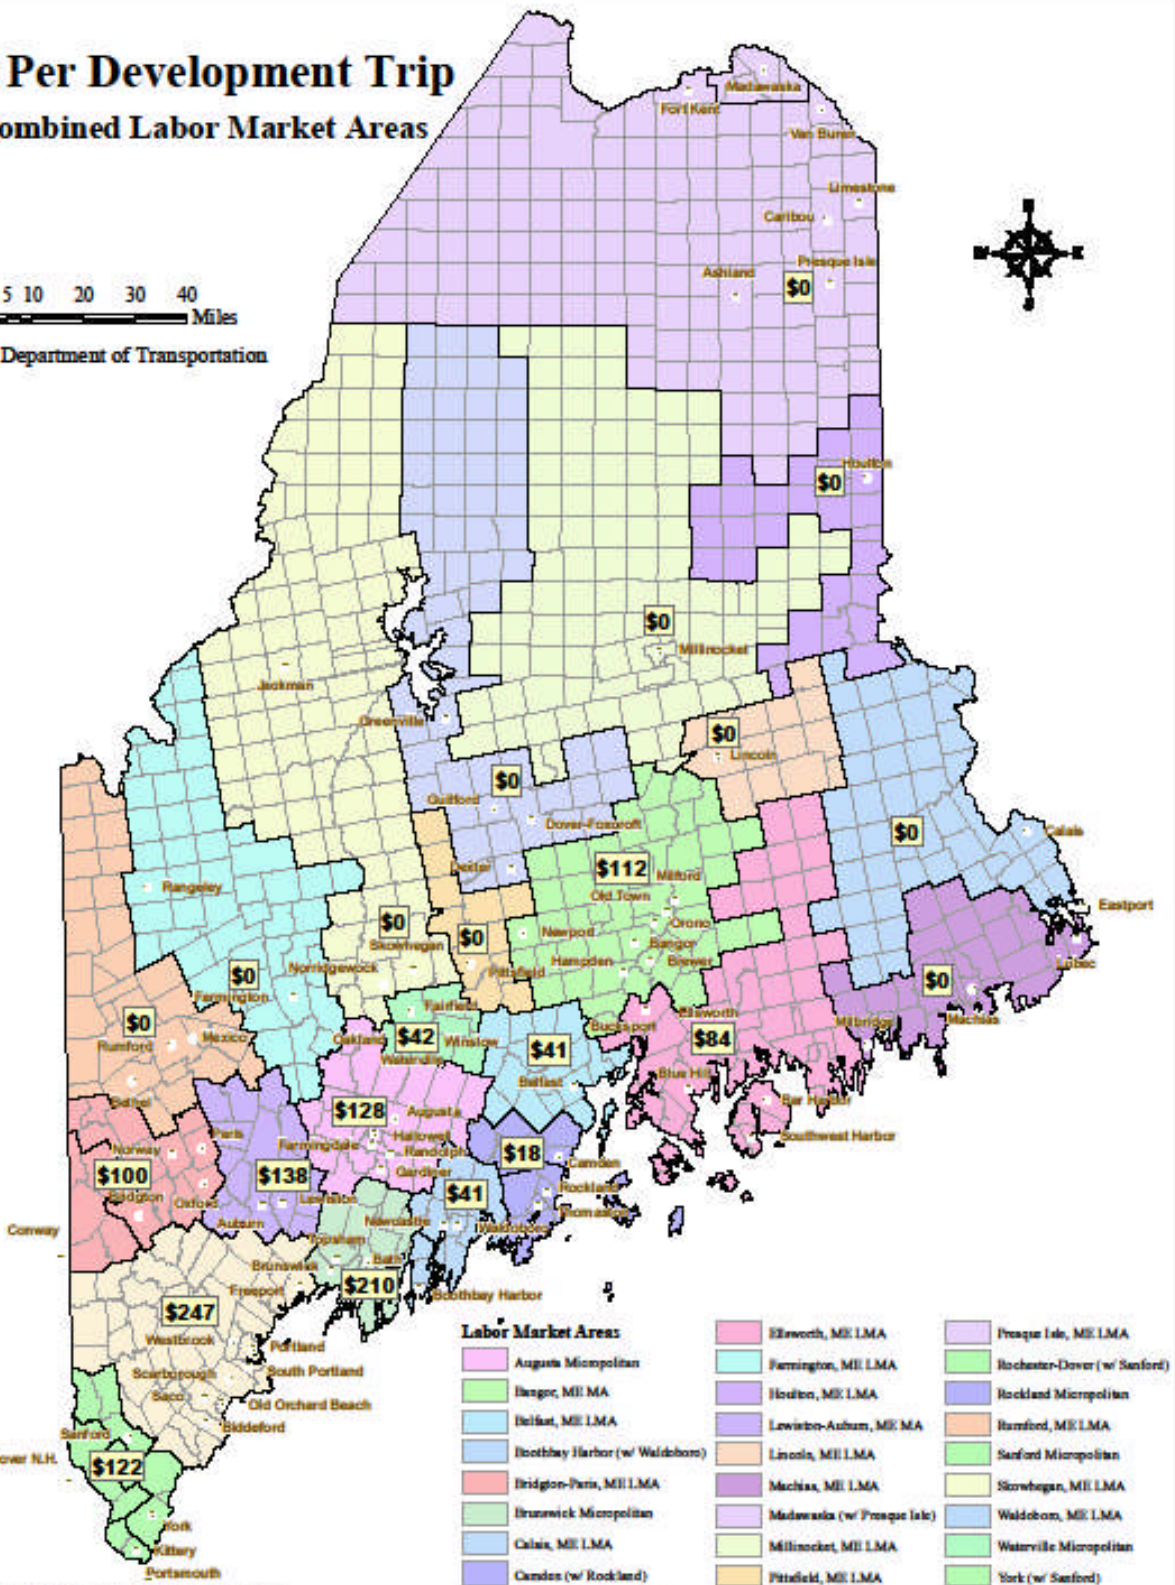 Per Development Trip
ombined Labor Market Areas
5 10 20 30 40
Miles
Department of Transportation
Madawaska
Fort Kent
Van Buren
Limestone
Caribou
Presque Isle
Ashland
$0
Houlton
$0
$0
Millinocket
Jackman
Greenville
$0
Lincoln
$0
Guilford
Dover-Foxcroft
$0
Calais
Dexter
$112
Milford
Old Town
Rangeley
Eastport
$0
Skowhegan
$0
Newport
Orono
Bangor
Hampden
Brewer
Pittsfield
Lubec
Norridgewock
$0
Farmington
$0
Fairfield
Ellsworth
Machias
Milbridge
$0
Rumford
Mexico
Oakland
$42
Winslow
Waterville
Bucksport
$84
$41
Belfast
Blue Hill
Bar Harbor
Bethel
$128
Augusta
Southwest Harbor
Paris
Norway
Farmingdale
Hallowell
Randolph
Gardiner
$18
Camden
$100
Bridgton
Oxford
$138
Lewiston
Auburn
$41
Rockland
Thomaston
Newcastle
Waldoboro
Conway
Topsham
Bath
Brunswick
$210
Freeport
Boothbay Harbor
$247
Westbrook
Portland
Scarborough
South Portland
Saco
Old Orchard Beach
Biddeford
Sanford
over N.H.
$122
York
Kittery
Portsmouth
Labor Market Areas
Augusta Micropolitan
Bangor, ME MA
Belfast, ME LMA
Boothbay Harbor (w/ Waldoboro)
Bridgton-Paris, ME LMA
Brunswick Micropolitan
Calais, ME LMA
Camden (w/ Rockland)
Ellsworth, ME LMA
Farmington, ME LMA
Houlton, ME LMA
Lewiston-Auburn, ME MA
Lincoln, ME LMA
Machias, ME LMA
Madawaska (w/ Presque Isle)
Millinocket, ME LMA
Pittsfield, ME LMA
Presque Isle, ME LMA
Rochester-Dover (w/ Sanford)
Rockland Micropolitan
Rumford, ME LMA
Sanford Micropolitan
Skowhegan, ME LMA
Waldoboro, ME LMA
Waterville Micropolitan
York (w/ Sanford)